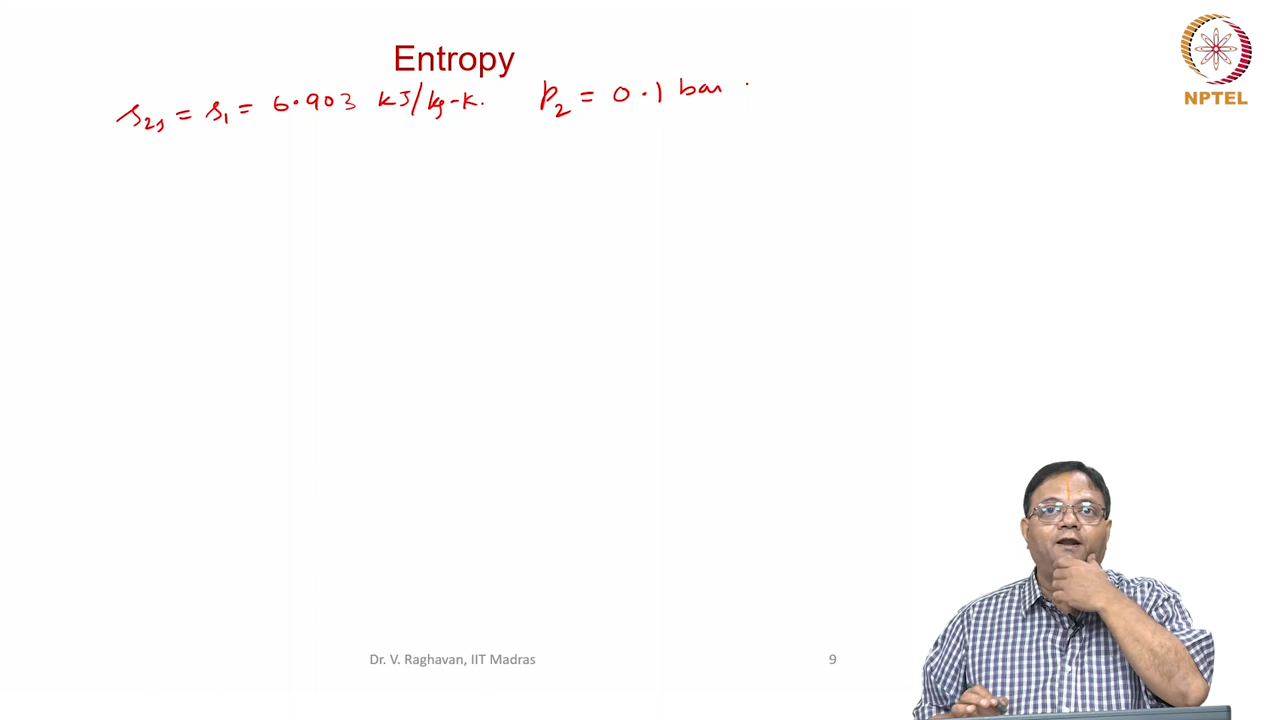 Entropy
s₂ₛ = s₁ = 6.903 kJ/kg-K. p₂ = 0.1 bar
NPTEL
Dr. V. Raghavan, IIT Madras
9